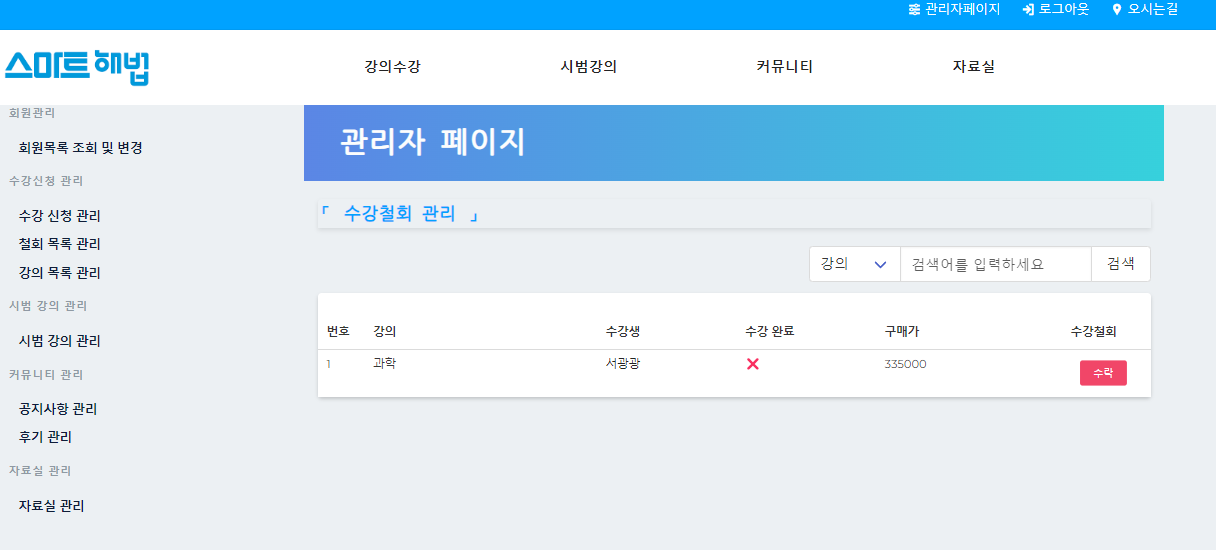 관리자페이지 로그아웃 오시는길
스마트해법 강의수강 시범강의 커뮤니티 자료실
회원관리
회원목록 조회 및 변경
수강신청 관리
수강 신청 관리
철회 목록 관리
강의 목록 관리
시범 강의 관리
시범 강의 관리
커뮤니티 관리
공지사항 관리
후기 관리
자료실 관리
자료실 관리
관리자 페이지
「 수강철회 관리 」
강의 검색어를 입력하세요 검색
번호 강의 수강생 수강 완료 구매가 수강철회
1 과학 서광광 335000 수락